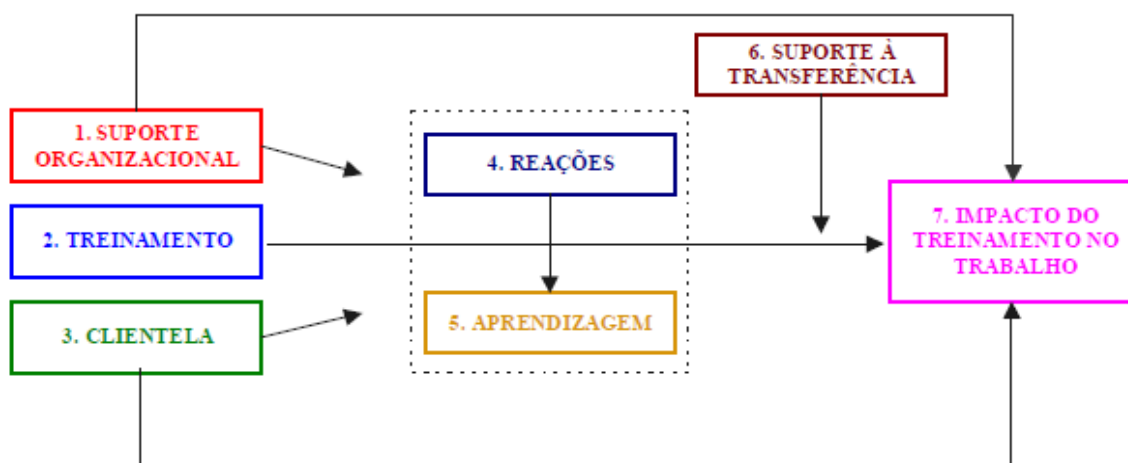 6. SUPORTE À
TRANSFERÊNCIA
1. SUPORTE
ORGANIZACIONAL
4. REAÇÕES
2. TREINAMENTO
7. IMPACTO DO
TREINAMENTO NO
TRABALHO
3. CLIENTELA
5. APRENDIZAGEM